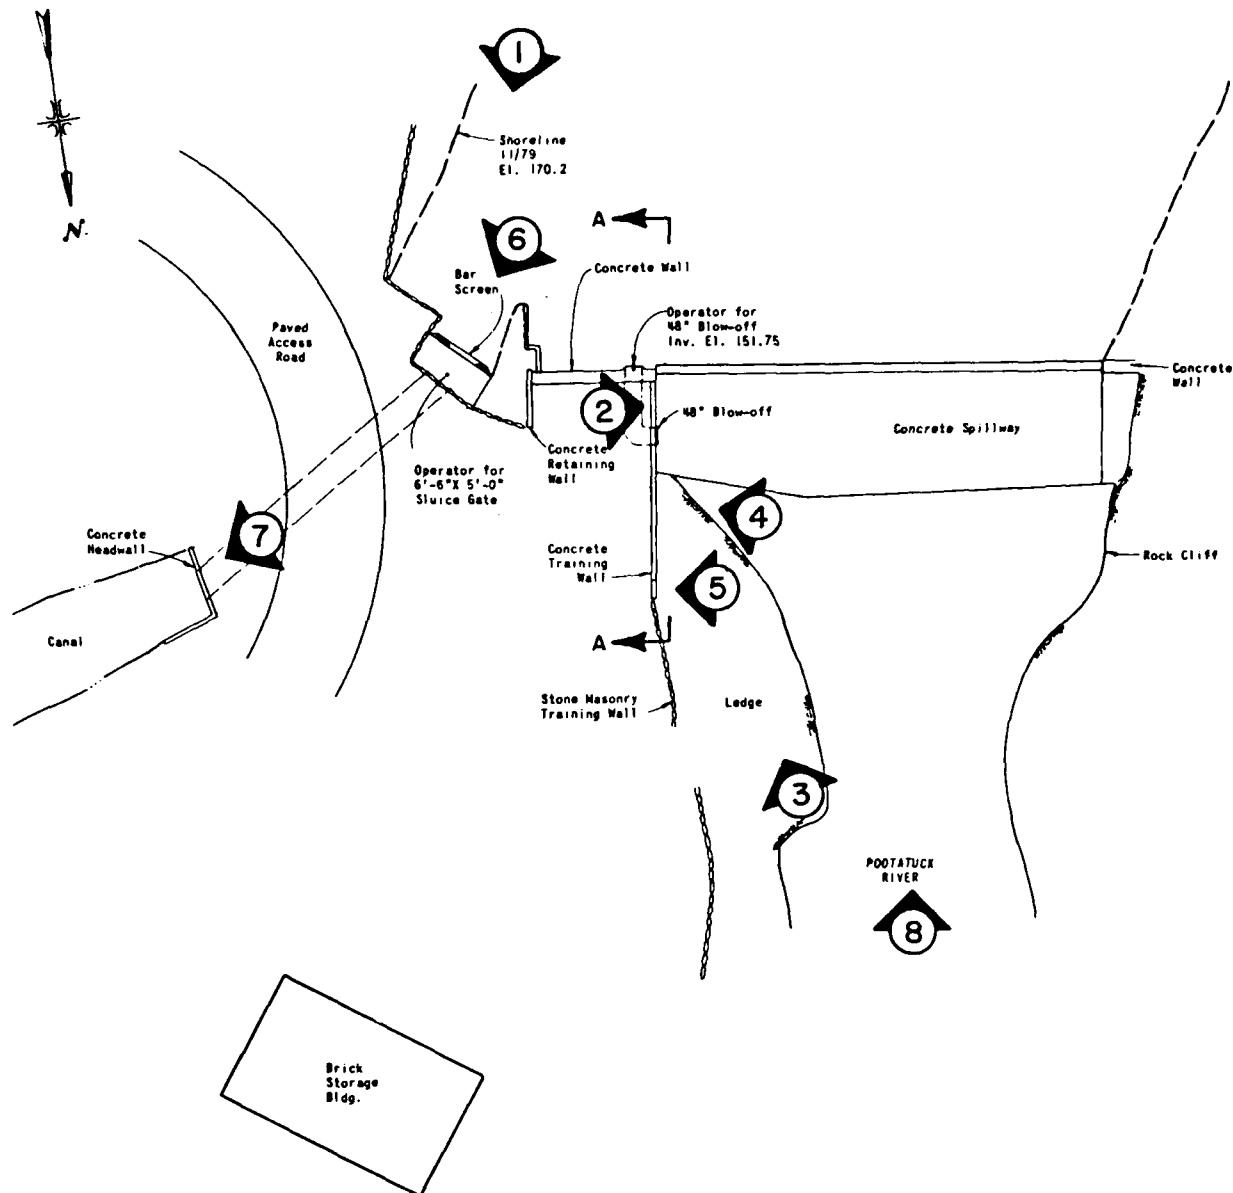 1
Shoreline
11/79
El. 170.2
N.
A
6
Bar
Screen
Concrete Wall
Operator for
48" Blow-off
Inv. El. 151.75
Paved
Access
Road
Concrete
Wall
2
48" Blow-off
Concrete Spillway
Concrete
Retaining
Wall
Operator for
6'-6"X 5'-0"
Sluice Gate
4
7
Concrete
Headwall
Concrete
Training
Wall
Rock Cliff
5
Canal
A
Stone Masonry
Training Wall
Ledge
3
POOTATUCK
RIVER
8
Brick
Storage
Bldg.